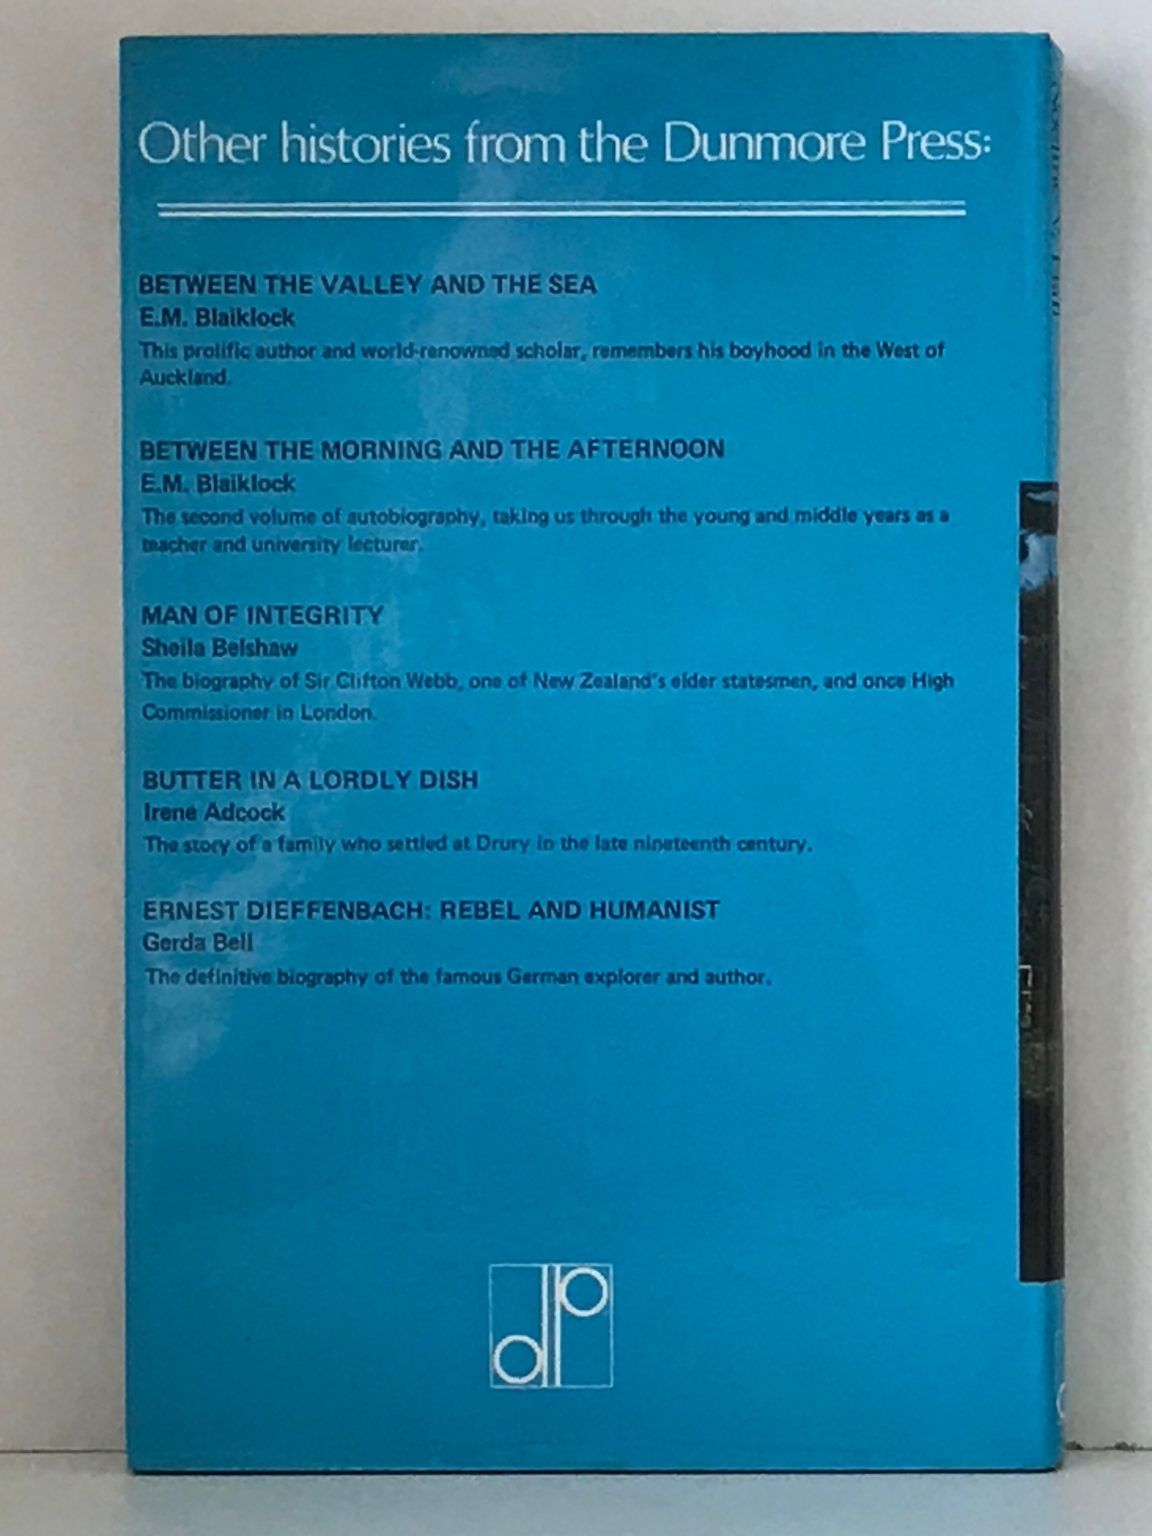 Other histories from the Dunmore Press:
BETWEEN THE VALLEY AND THE SEA
E.M. Blaiklock
This prolific author and world-renowned scholar, remembers his boyhood in the West of
Auckland.
BETWEEN THE MORNING AND THE AFTERNOON
E.M. Blaiklock
The second volume of autobiography, taking us through the young and middle years as a
teacher and university lecturer.
MAN OF INTEGRITY
Sheila Belshaw
The biography of Sir Clifton Webb, one of New Zealand's elder statesmen, and once High
Commissioner in London.
BUTTER IN A LORDLY DISH
Irene Adcock
The story of a family who settled at Drury in the late nineteenth century.
ERNEST DIEFFENBACH: REBEL AND HUMANIST
Gerda Bell
The definitive biography of the famous German explorer and author.
dp